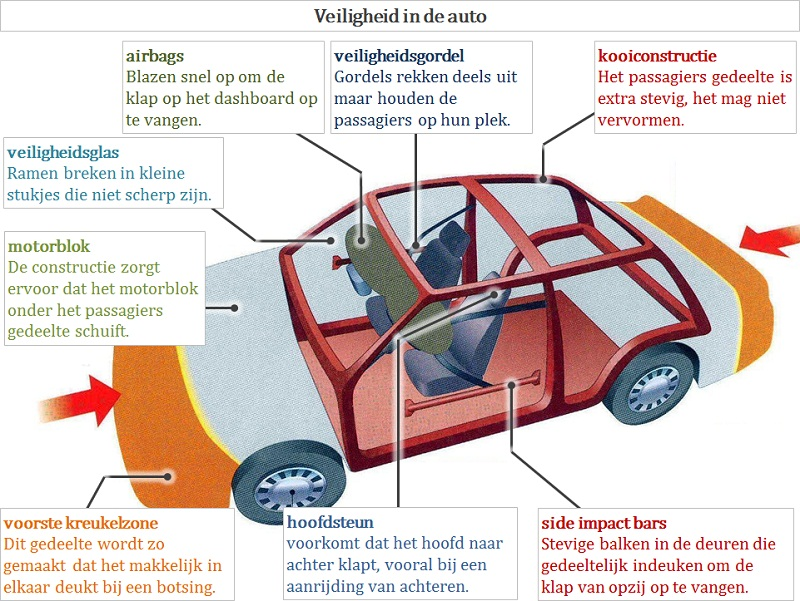 Veiligheid in de auto
airbags
Blazen snel op om de
klap op het dashboard op
te vangen.
veiligheidsgordel
Gordels rekken deels uit
maar houden de
passagiers op hun plek.
kooiconstructie
Het passagiers gedeelte is
extra stevig, het mag niet
vervormen.
veiligheidsglas
Ramen breken in kleine
stukjes die niet scherp zijn.
motorblok
De constructie zorgt
ervoor dat het motorblok
onder het passagiers
gedeelte schuift.
voorste kreukelzone
Dit gedeelte wordt zo
gemaakt dat het makkelijk in
elkaar deukt bij een botsing.
hoofdsteun
voorkomt dat het hoofd naar
achter klapt, vooral bij een
aanrijding van achteren.
side impact bars
Stevige balken in de deuren die
gedeeltelijk indeuken om de
klap van opzij op te vangen.